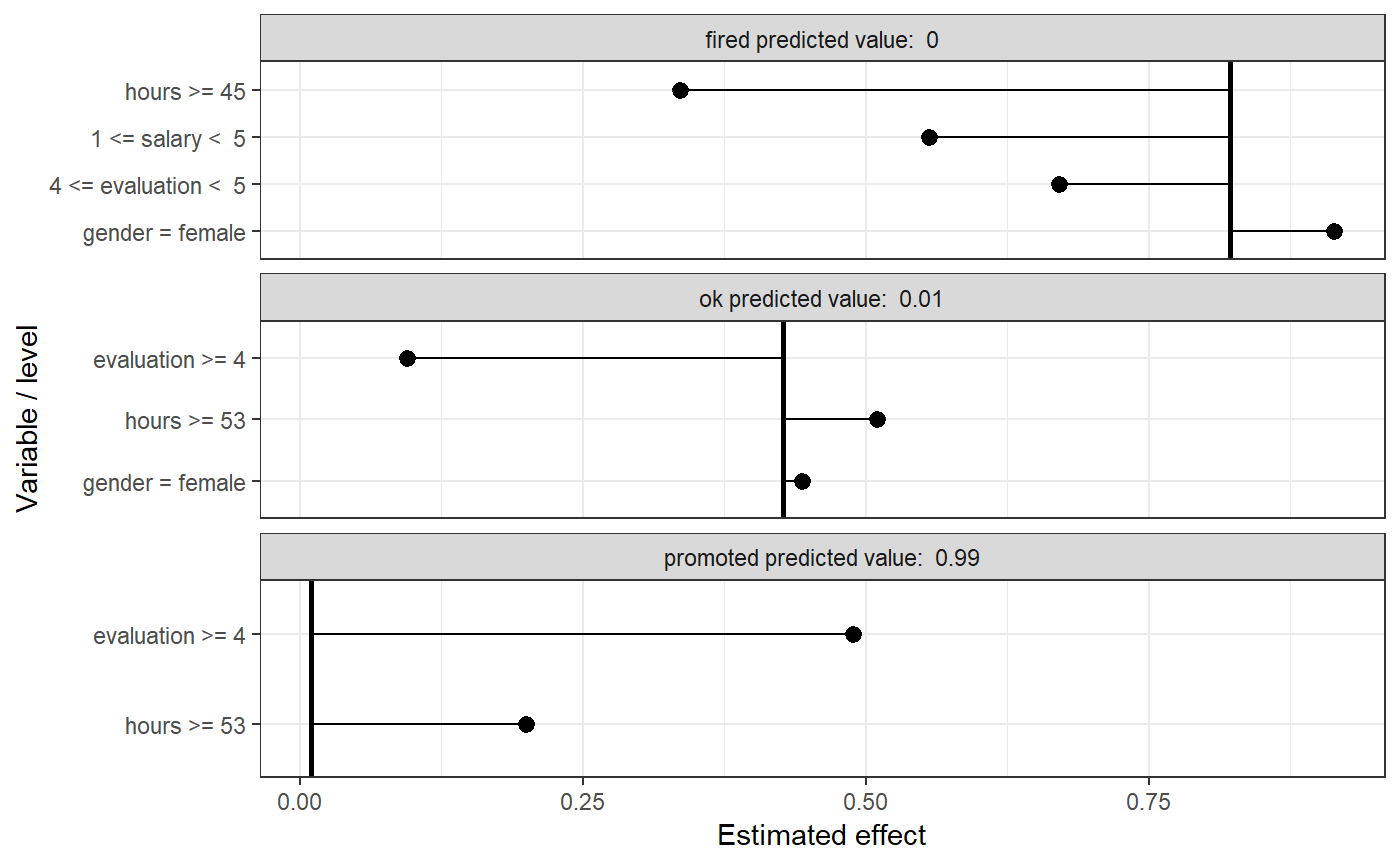 fired predicted value:  0
hours >= 45
1 <= salary <  5
4 <= evaluation <  5
gender = female
ok predicted value:  0.01
evaluation >= 4
hours >= 53
gender = female
promoted predicted value:  0.99
evaluation >= 4
hours >= 53
0.00 0.25 0.50 0.75
Estimated effect
Variable / level